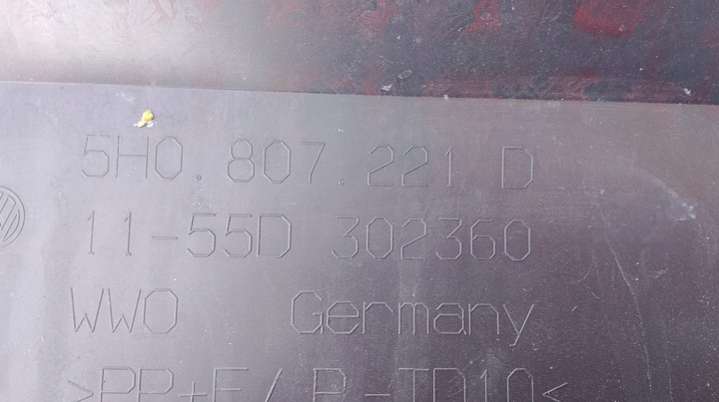 5H0.807.221 D
11-55D 302360
WWO Germany
>PP+E/P-TD10<